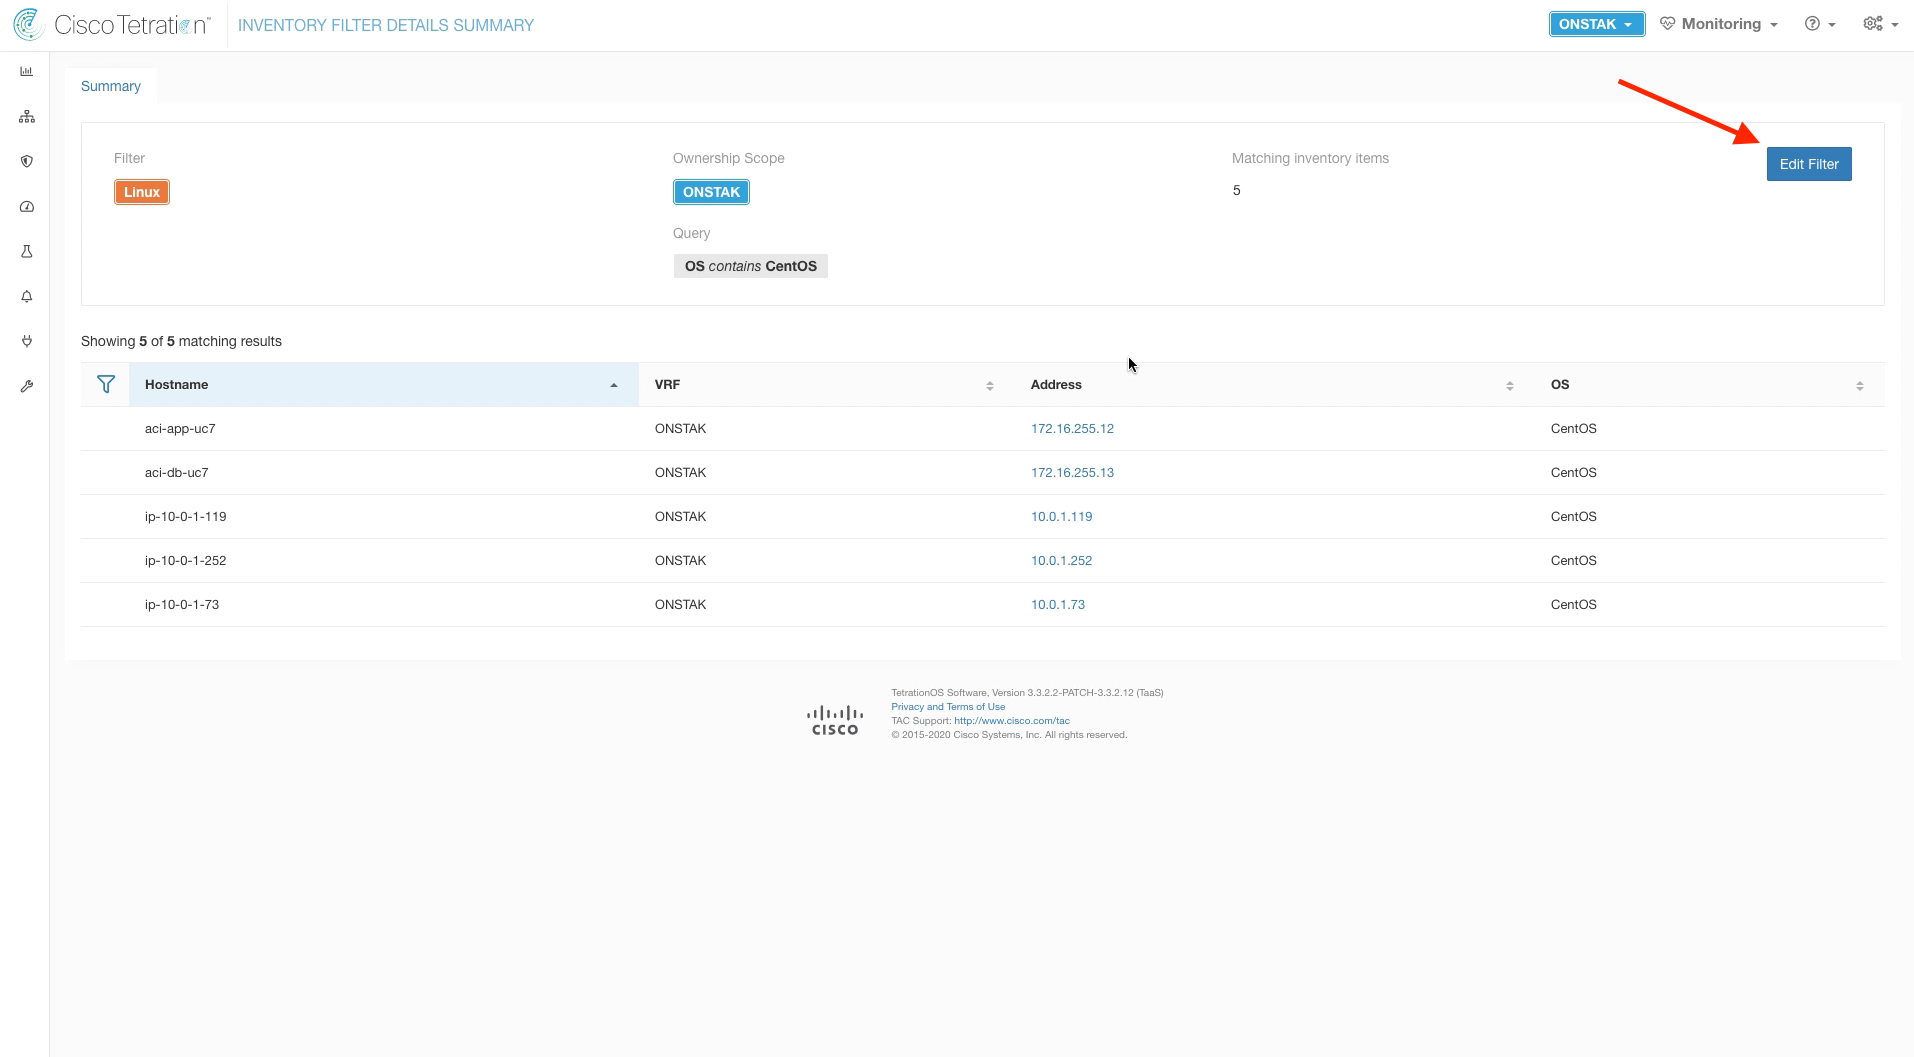 Cisco Tetration™ INVENTORY FILTER DETAILS SUMMARY ONSTAK Monitoring
Summary
Filter Ownership Scope Matching inventory items Edit Filter
Linux ONSTAK 5
Query
OS contains CentOS
Showing 5 of 5 matching results
Hostname VRF Address OS
aci-app-uc7 ONSTAK 172.16.255.12 CentOS
aci-db-uc7 ONSTAK 172.16.255.13 CentOS
ip-10-0-1-119 ONSTAK 10.0.1.119 CentOS
ip-10-0-1-252 ONSTAK 10.0.1.252 CentOS
ip-10-0-1-73 ONSTAK 10.0.1.73 CentOS
CISCO
TetrationOS Software, Version 3.3.2.2-PATCH-3.3.2.12 (TaaS)
Privacy and Terms of Use
TAC Support: http://www.cisco.com/tac
© 2015-2020 Cisco Systems, Inc. All rights reserved.